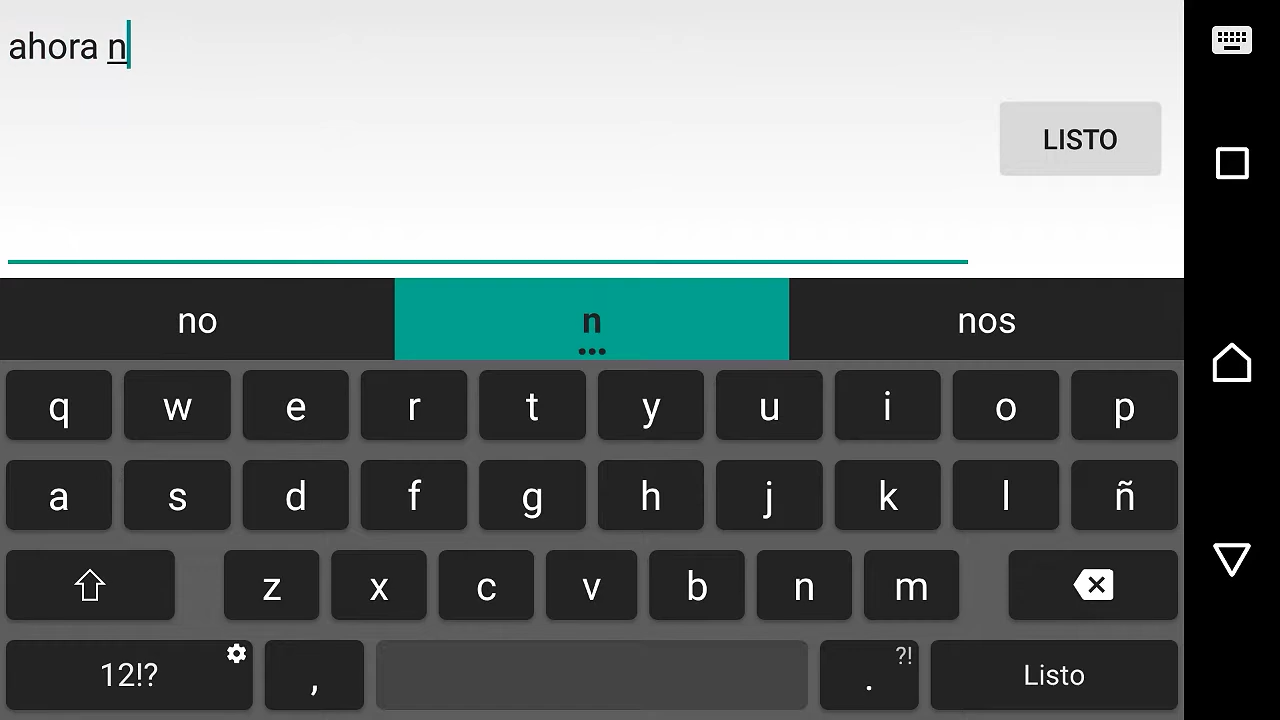 ahora n
LISTO
no n nos
q w e r t y u i o p
a s d f g h j k l ñ
z x c v b n m
12!? , . ?! Listo